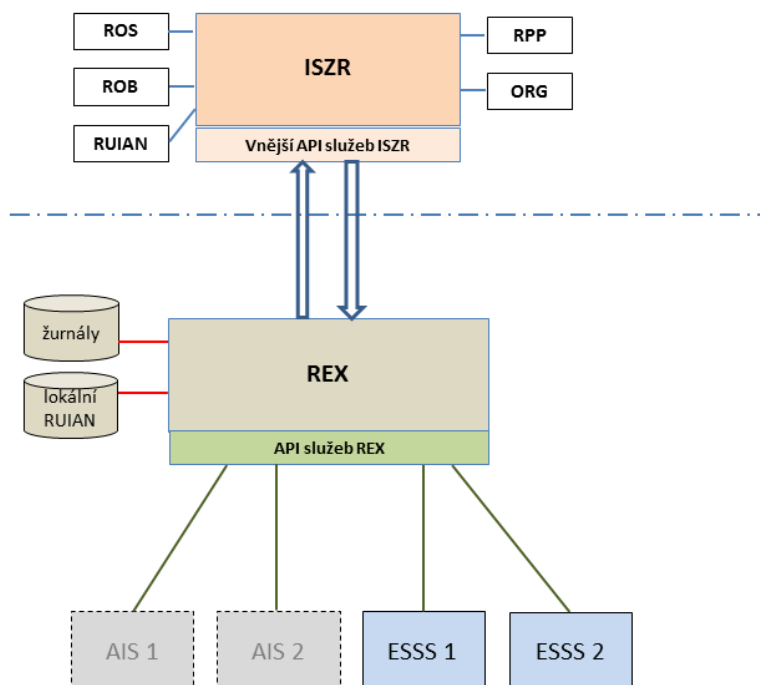 ROS
ROB
RUIAN
ISZR
Vnější API služeb ISZR
RPP
ORG
žurnály
lokální
RUIAN
REX
API služeb REX
AIS 1
AIS 2
ESSS 1
ESSS 2